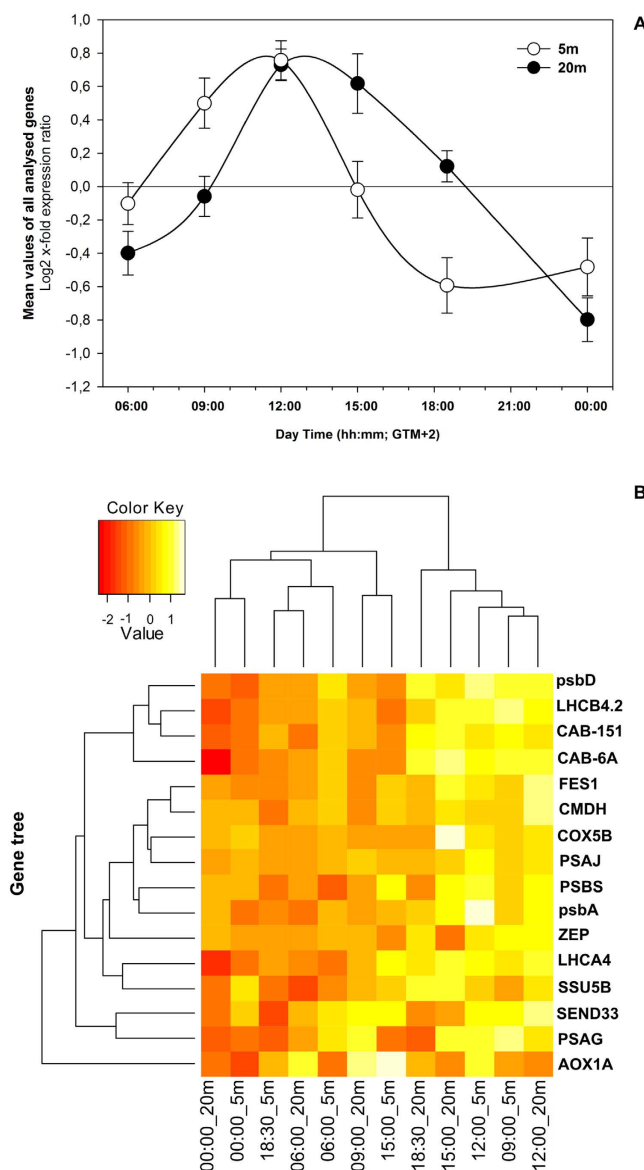 A
5m
20m
Mean values of all analysed genes
Log2 x-fold expression ratio
1,0
0,8
0,6
0,4
0,2
0,0
-0,2
-0,4
-0,6
-0,8
-1,0
-1,2
06:00 09:00 12:00 15:00 18:00 21:00 00:00
Day Time (hh:mm; GTM+2)
B
Color Key
-2 -1 0 1
Value
Gene tree
psbD
LHCB4.2
CAB-151
CAB-6A
FES1
CMDH
COX5B
PSAJ
PSBS
psbA
ZEP
LHCA4
SSU5B
SEND33
PSAG
AOX1A
00:00_20m
00:00_5m
18:30_5m
06:00_20m
06:00_5m
09:00_20m
15:00_5m
18:30_20m
15:00_20m
12:00_5m
09:00_5m
12:00_20m